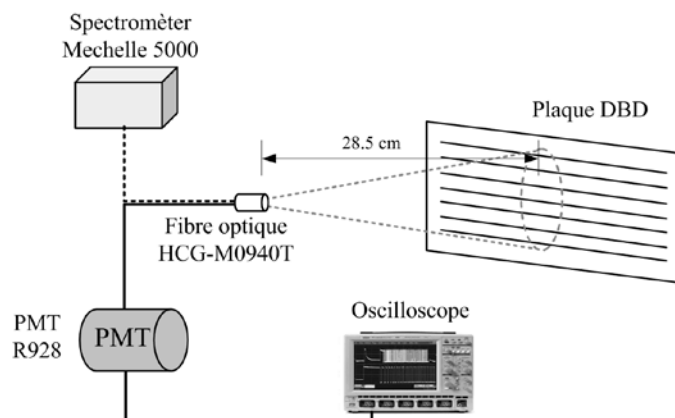 Spectromèter
Mechelle 5000
Plaque DBD
28.5 cm
Fibre optique
HCG-M0940T
Oscilloscope
PMT
R928
PMT